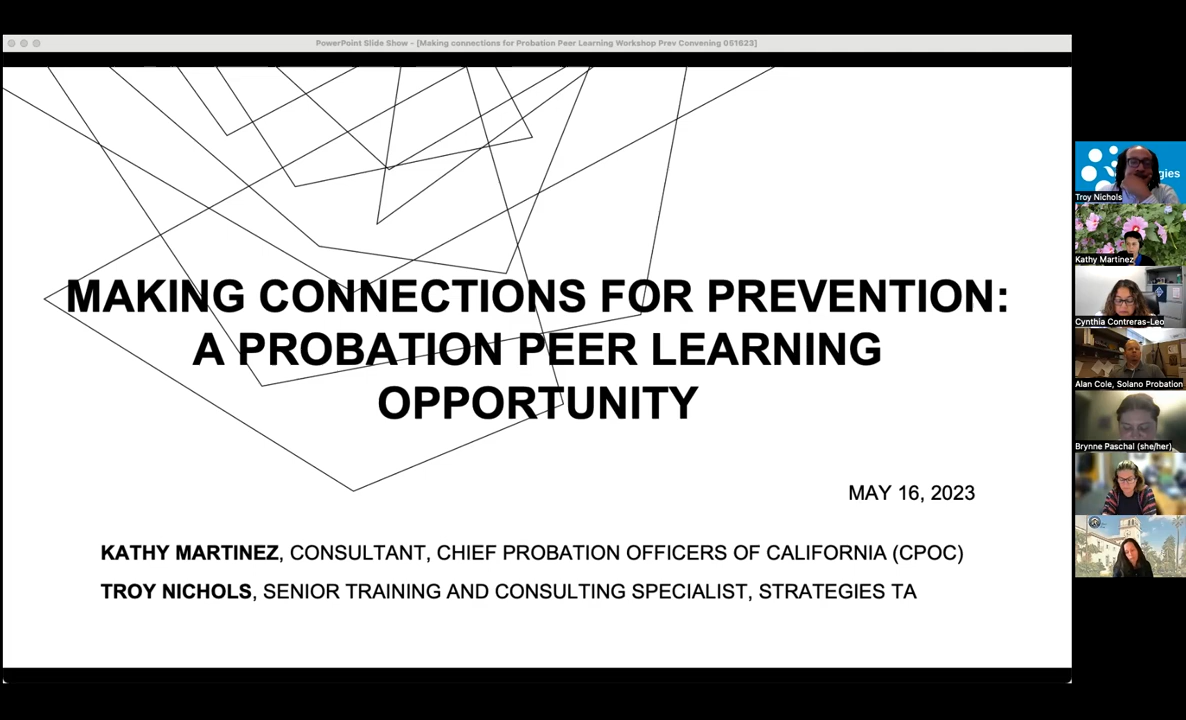 PowerPoint Slide Show - [Making connections for Probation Peer Learning Workshop Prev Convening 051623]
MAKING CONNECTIONS FOR PREVENTION:
A PROBATION PEER LEARNING
OPPORTUNITY
MAY 16, 2023
KATHY MARTINEZ, CONSULTANT, CHIEF PROBATION OFFICERS OF CALIFORNIA (CPOC)
TROY NICHOLS, SENIOR TRAINING AND CONSULTING SPECIALIST, STRATEGIES TA
gies
Troy Nichols
Kathy Martinez
Cynthia Contreras-Leo
Alan Cole, Solano Probation
Brynne Paschal (she/her)